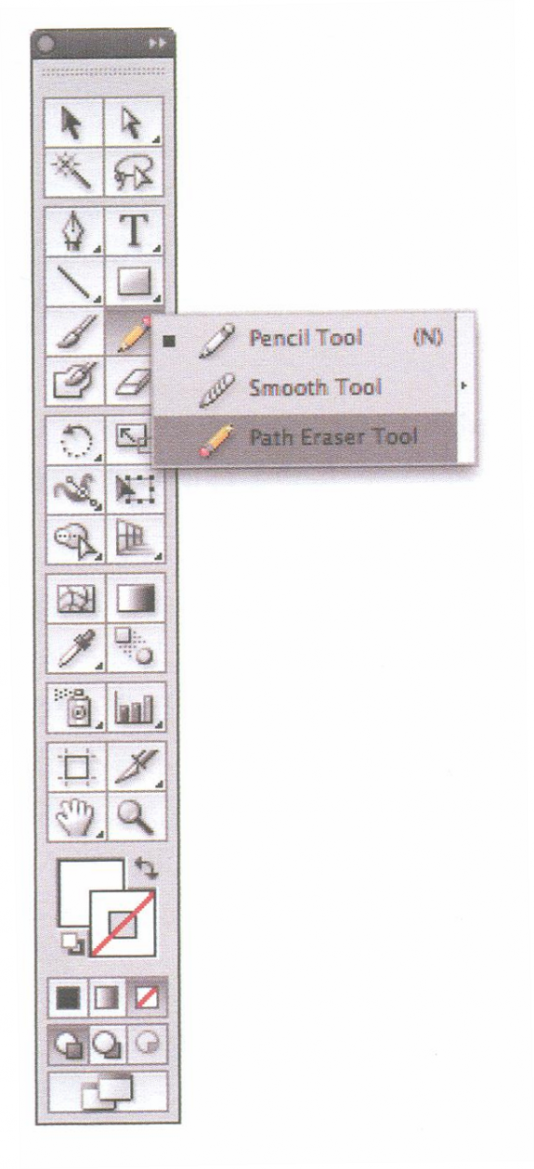 T
Pencil Tool (N)
Smooth Tool
Path Eraser Tool